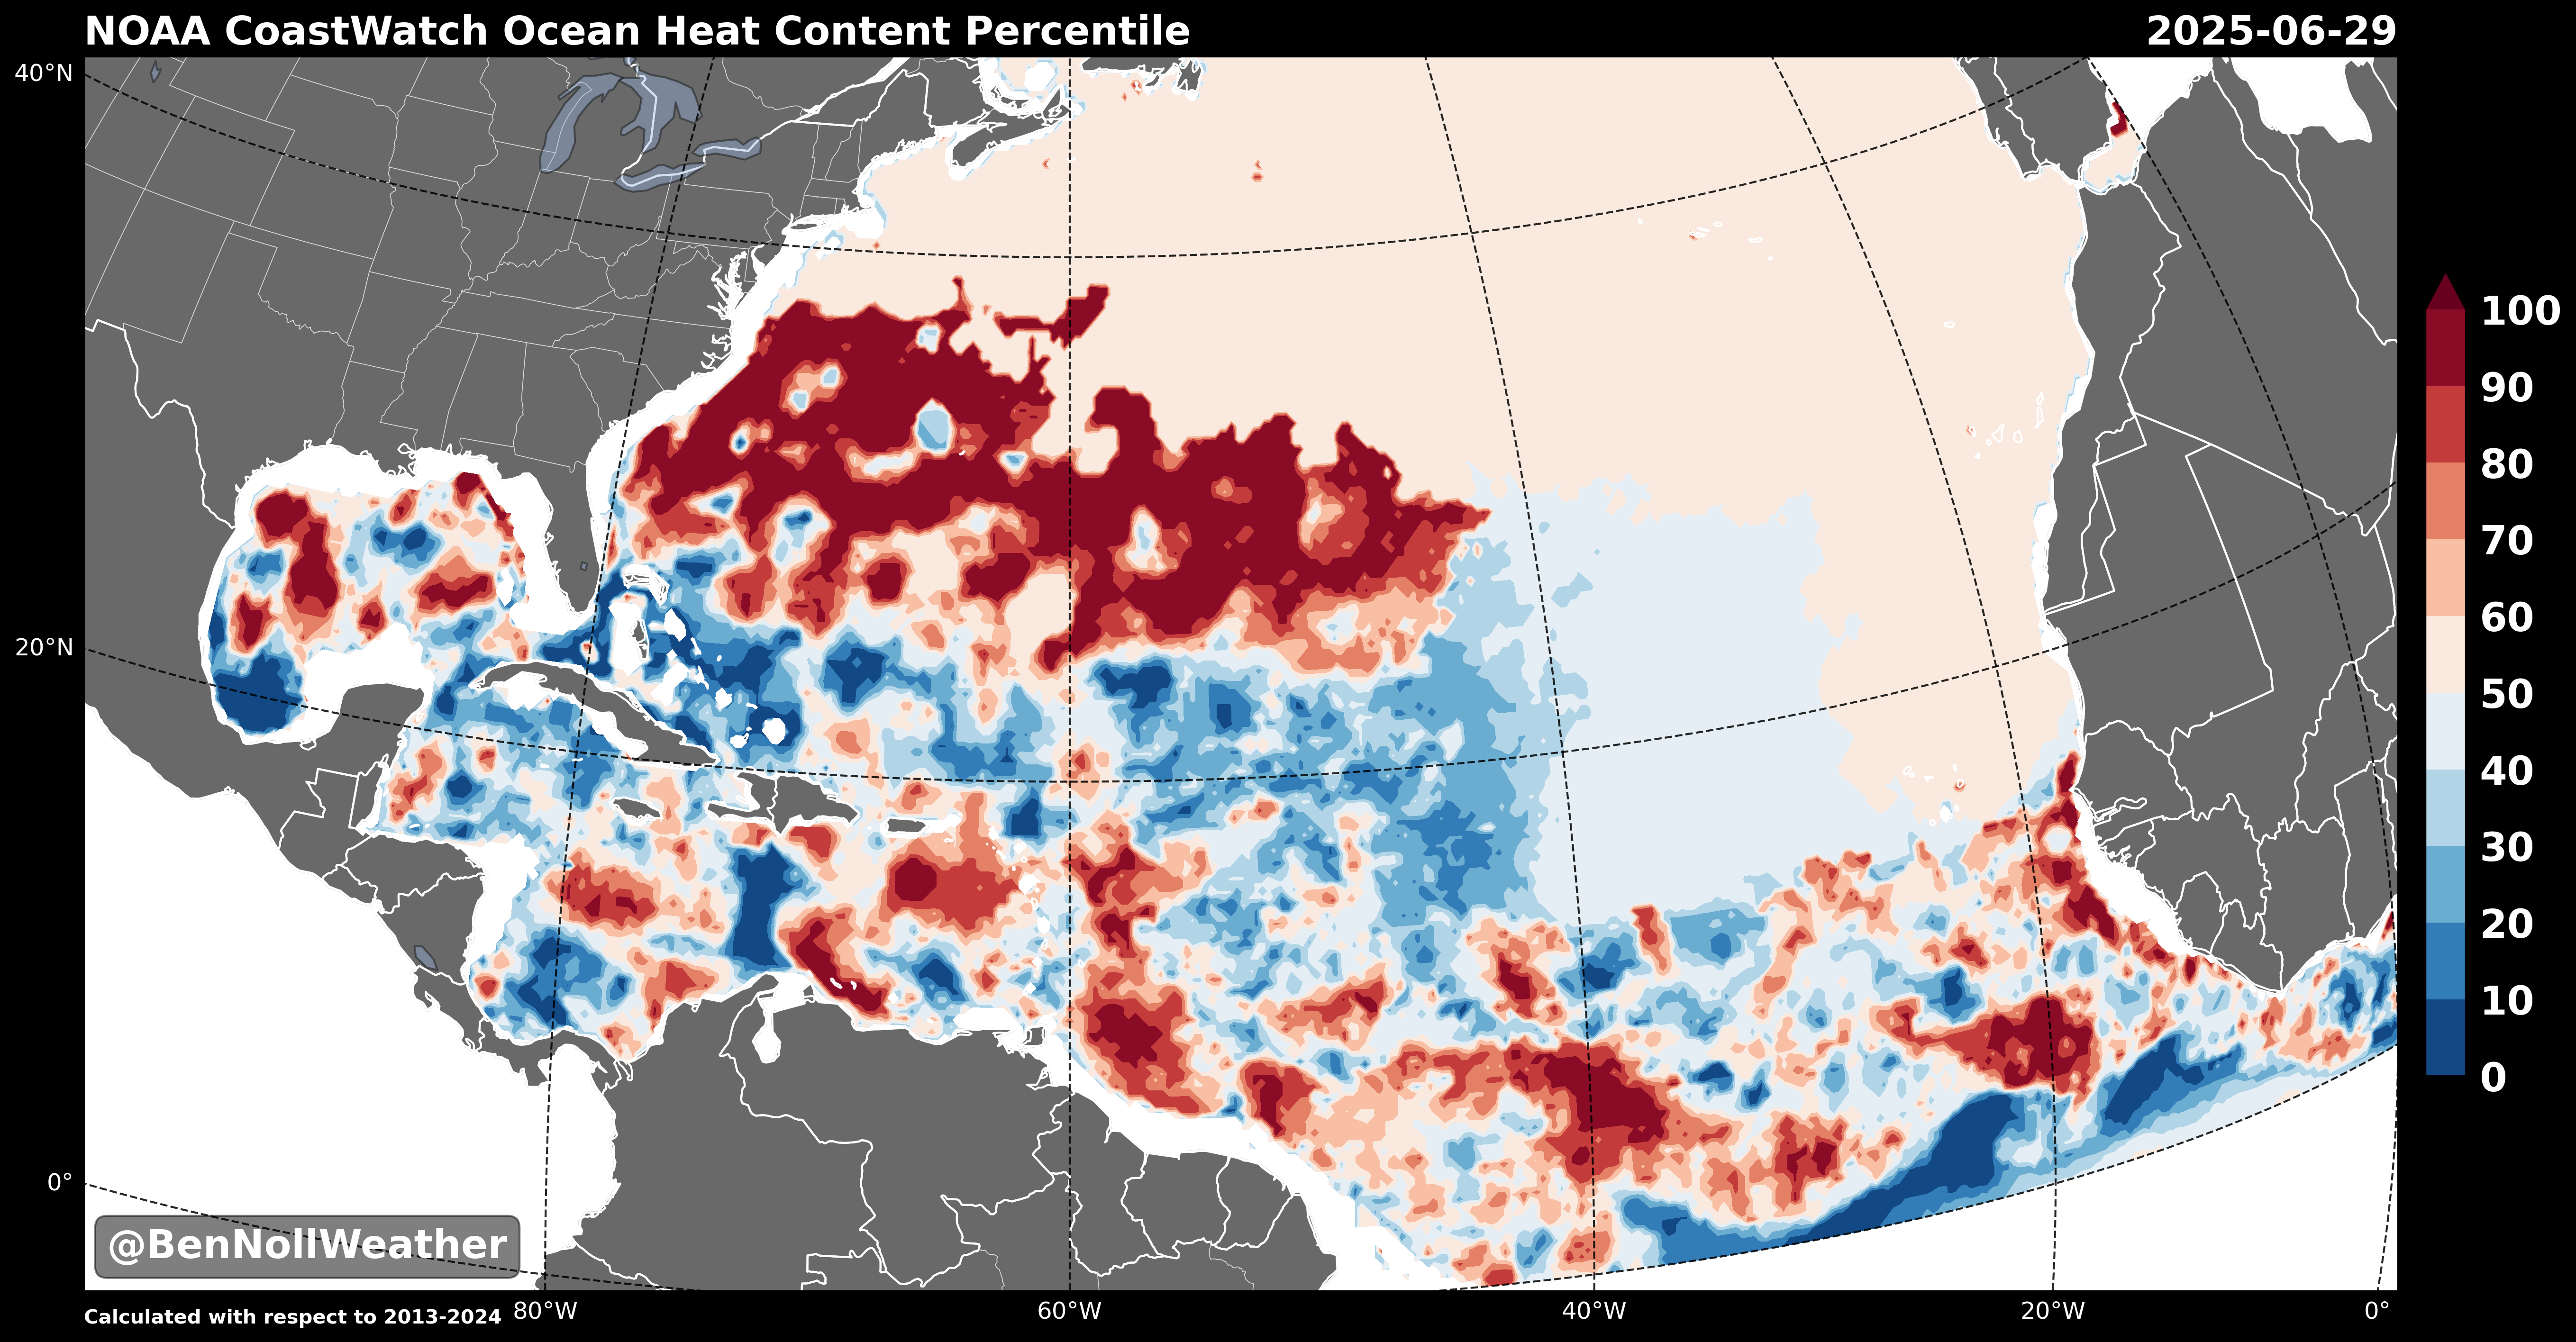 NOAA CoastWatch Ocean Heat Content Percentile
2025-06-29
40°N
20°N
0°
100
90
80
70
60
50
40
30
20
10
0
@BenNollWeather
80°W
60°W
40°W
20°W
0°
Calculated with respect to 2013-2024